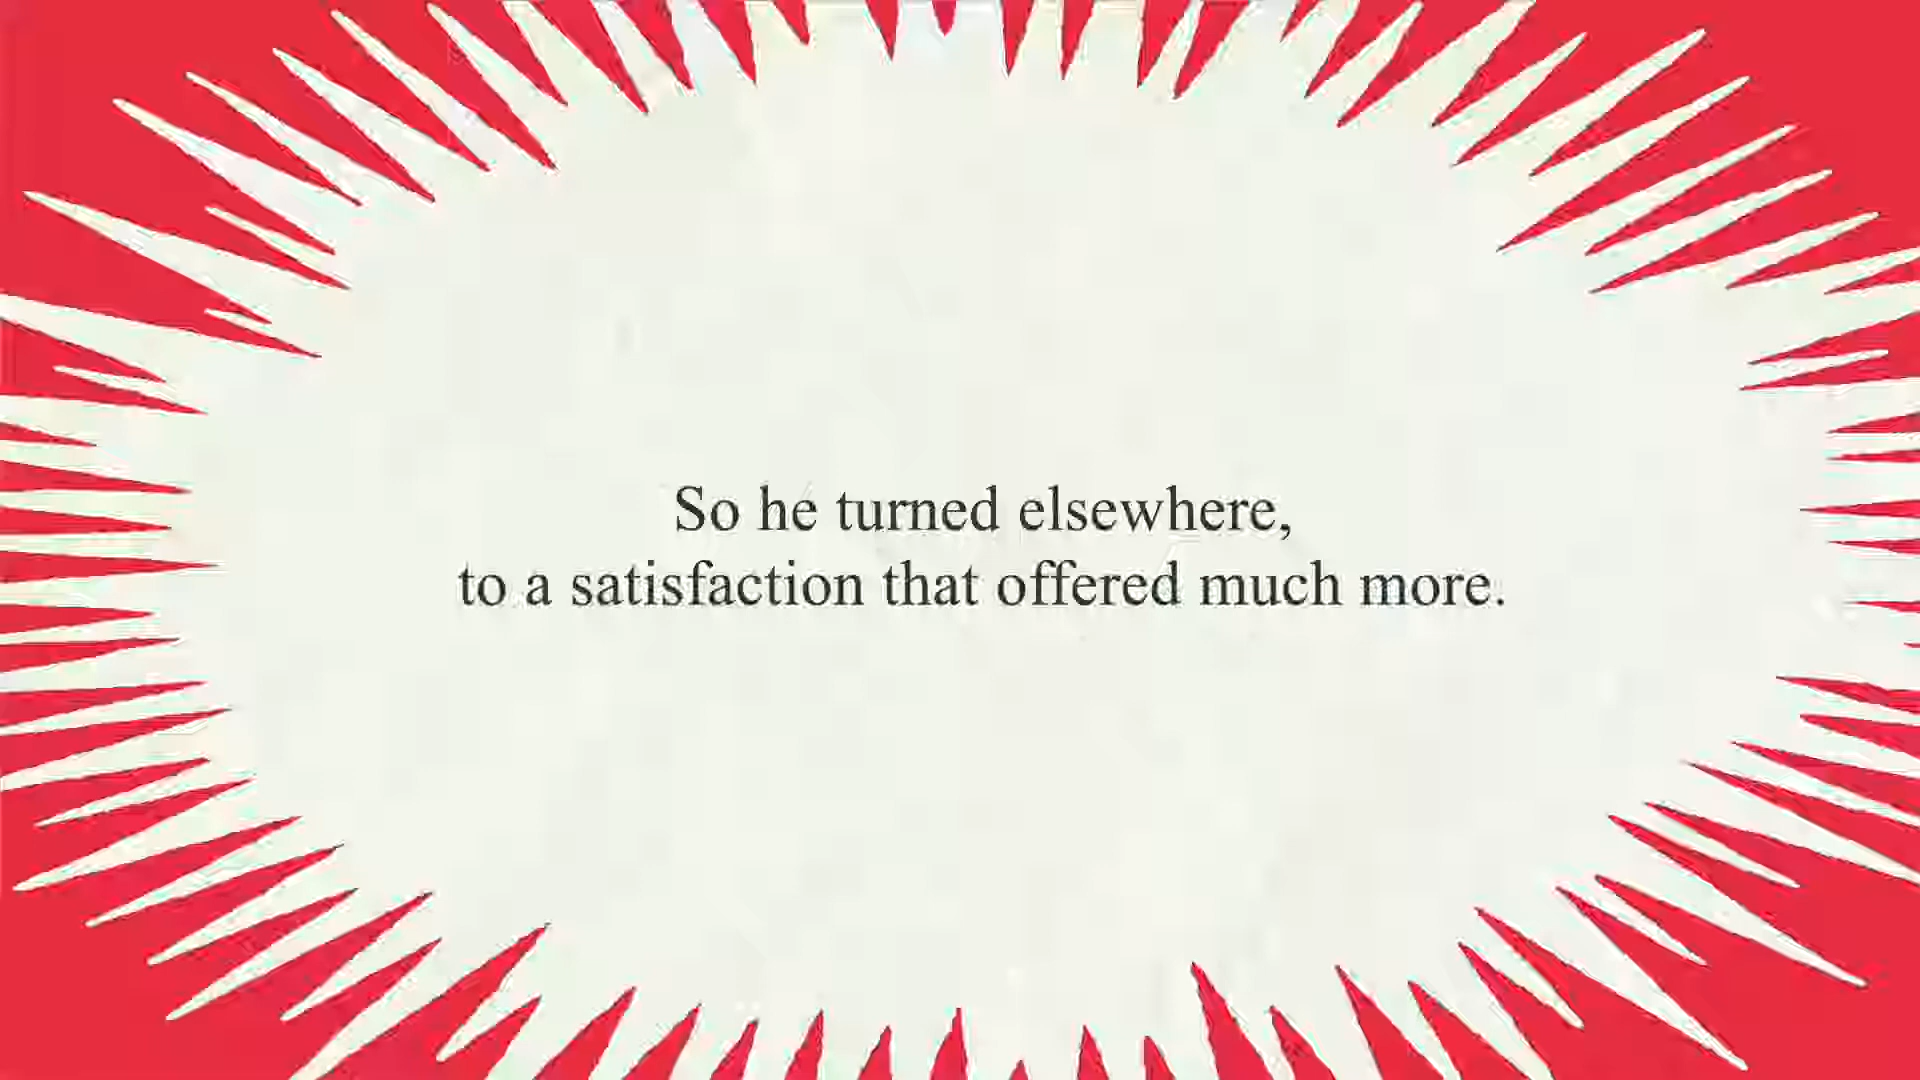 So he turned elsewhere,
to a satisfaction that offered much more.